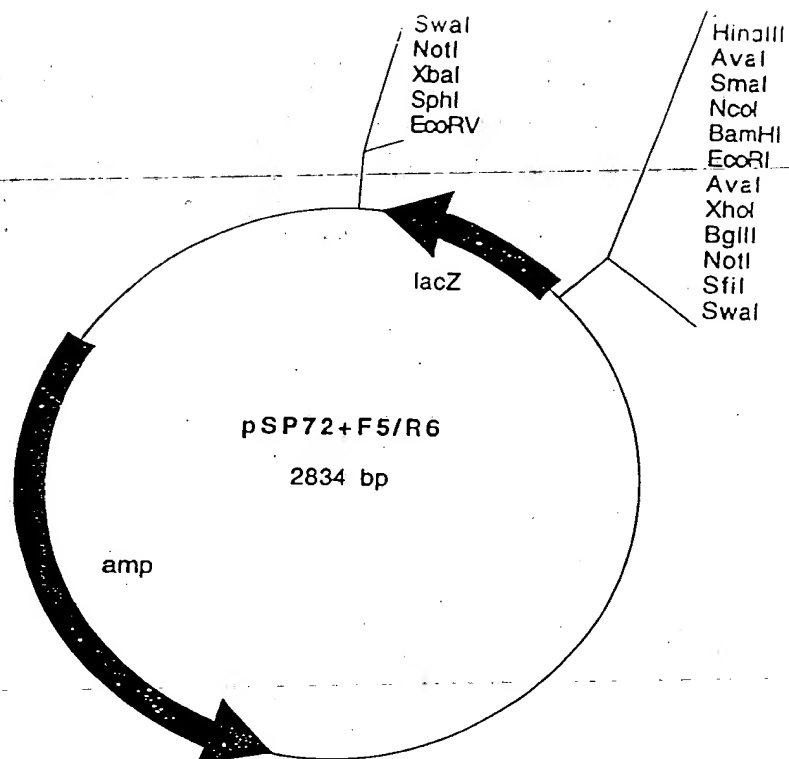 SwaI
NotI
XbaI
SphI
EcoRV
HindIII
AvaI
SmaI
NcoI
BamHI
EcoRI
AvaI
XhoI
BglII
NotI
SfiI
SwaI
lacZ
pSP72+F5/R6
2834 bp
amp